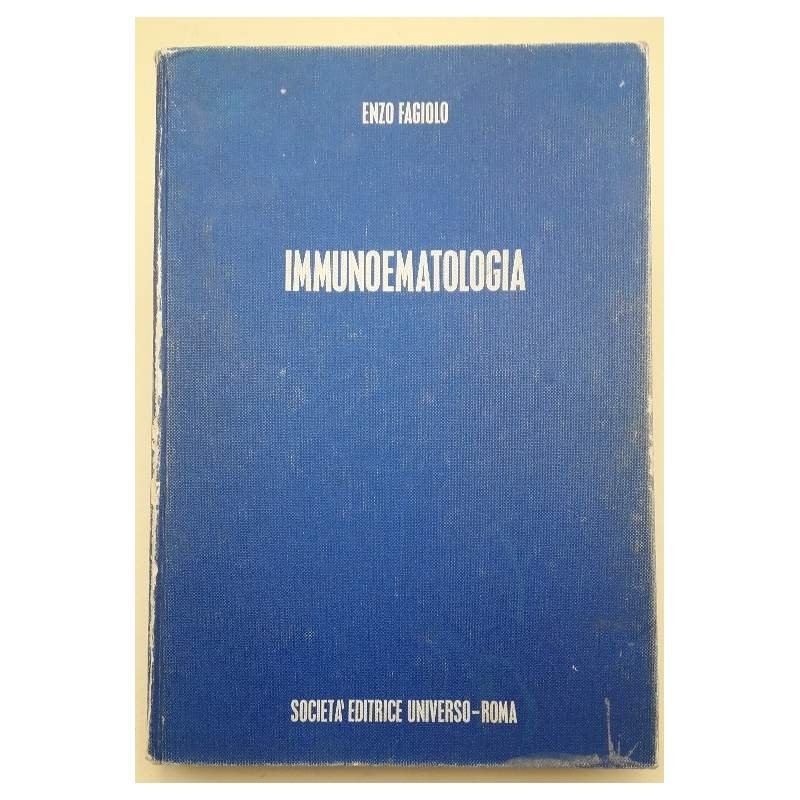 ENZO FAGIOLO
IMMUNOEMATOLOGIA
SOCIETA' EDITRICE UNIVERSO-ROMA